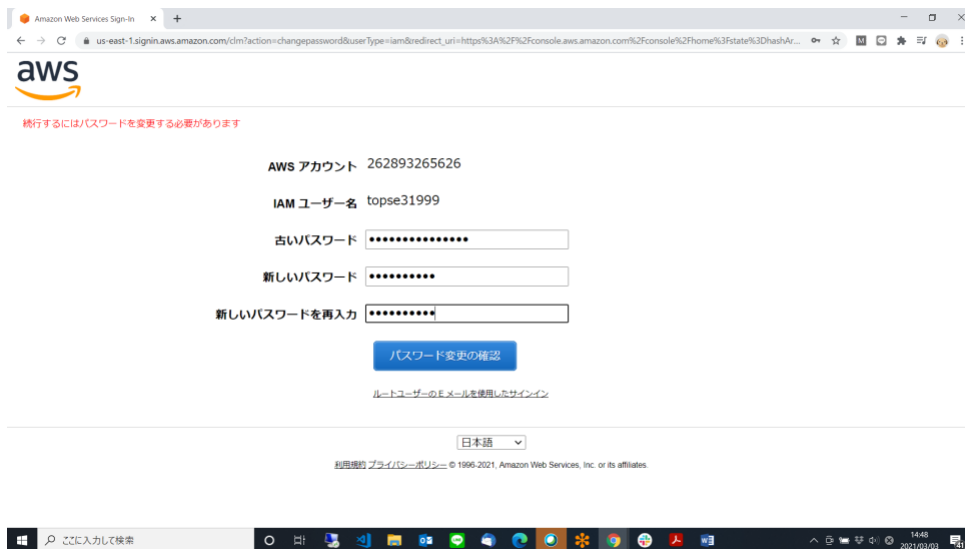 Amazon Web Services Sign-In
us-east-1.signin.aws.amazon.com/clm?action=changepassword&userType=iam&redirect_uri=https%3A%2F%2Fconsole.aws.amazon.com%2Fconsole%2Fhome%3Fstate%3DhashAr...
aws
続行するにはパスワードを変更する必要があります
AWS アカウント 262893265626
IAM ユーザー名 topse31999
古いパスワード
新しいパスワード
新しいパスワードを再入力
パスワード変更の確認
ルートユーザーの E メールを使用したサインイン
日本語
利用規約 プライバシーポリシー © 1996-2021, Amazon Web Services, Inc. or its affiliates.
ここに入力して検索
14:48
2021/03/03
41